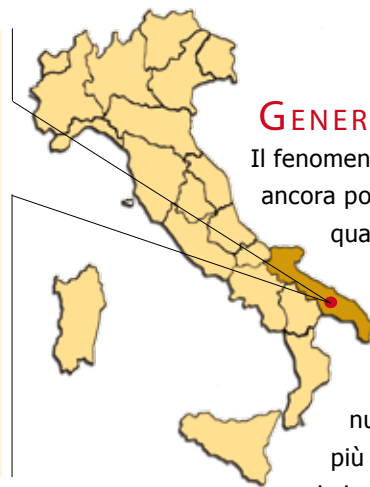 GENER
Il fenomen
ancora po
qua
nu
più